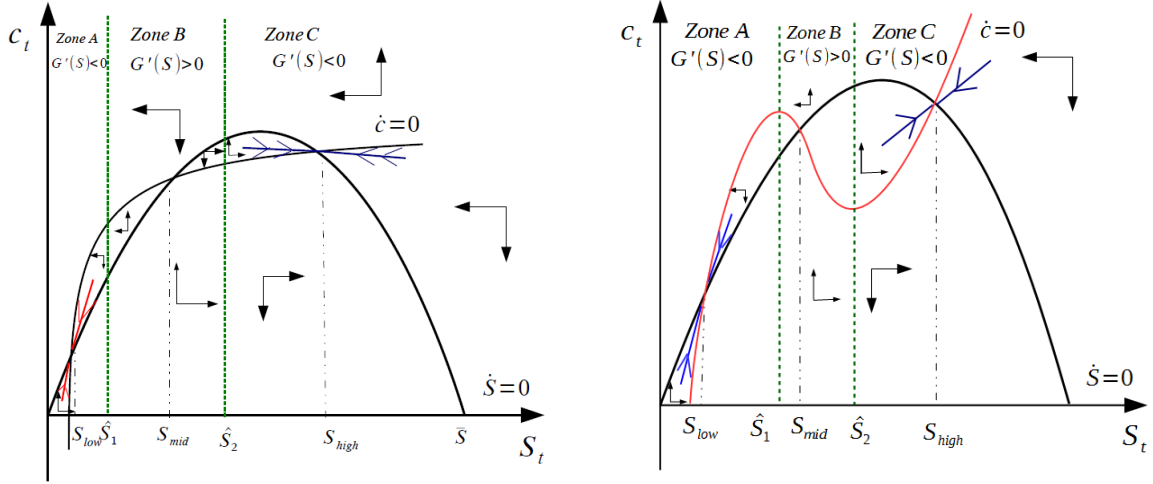 c_t
Zone A
G'(S)<0
Zone B
G'(S)>0
Zone C
G'(S)<0
ċ=0
Ṡ=0
S_low
Ŝ_1
S_mid
Ŝ_2
S_high
S̄
S_t
c_t
Zone A
G'(S)<0
Zone B
G'(S)>0
Zone C
G'(S)<0
ċ=0
Ṡ=0
S_low
Ŝ_1
S_mid
Ŝ_2
S_high
S_t